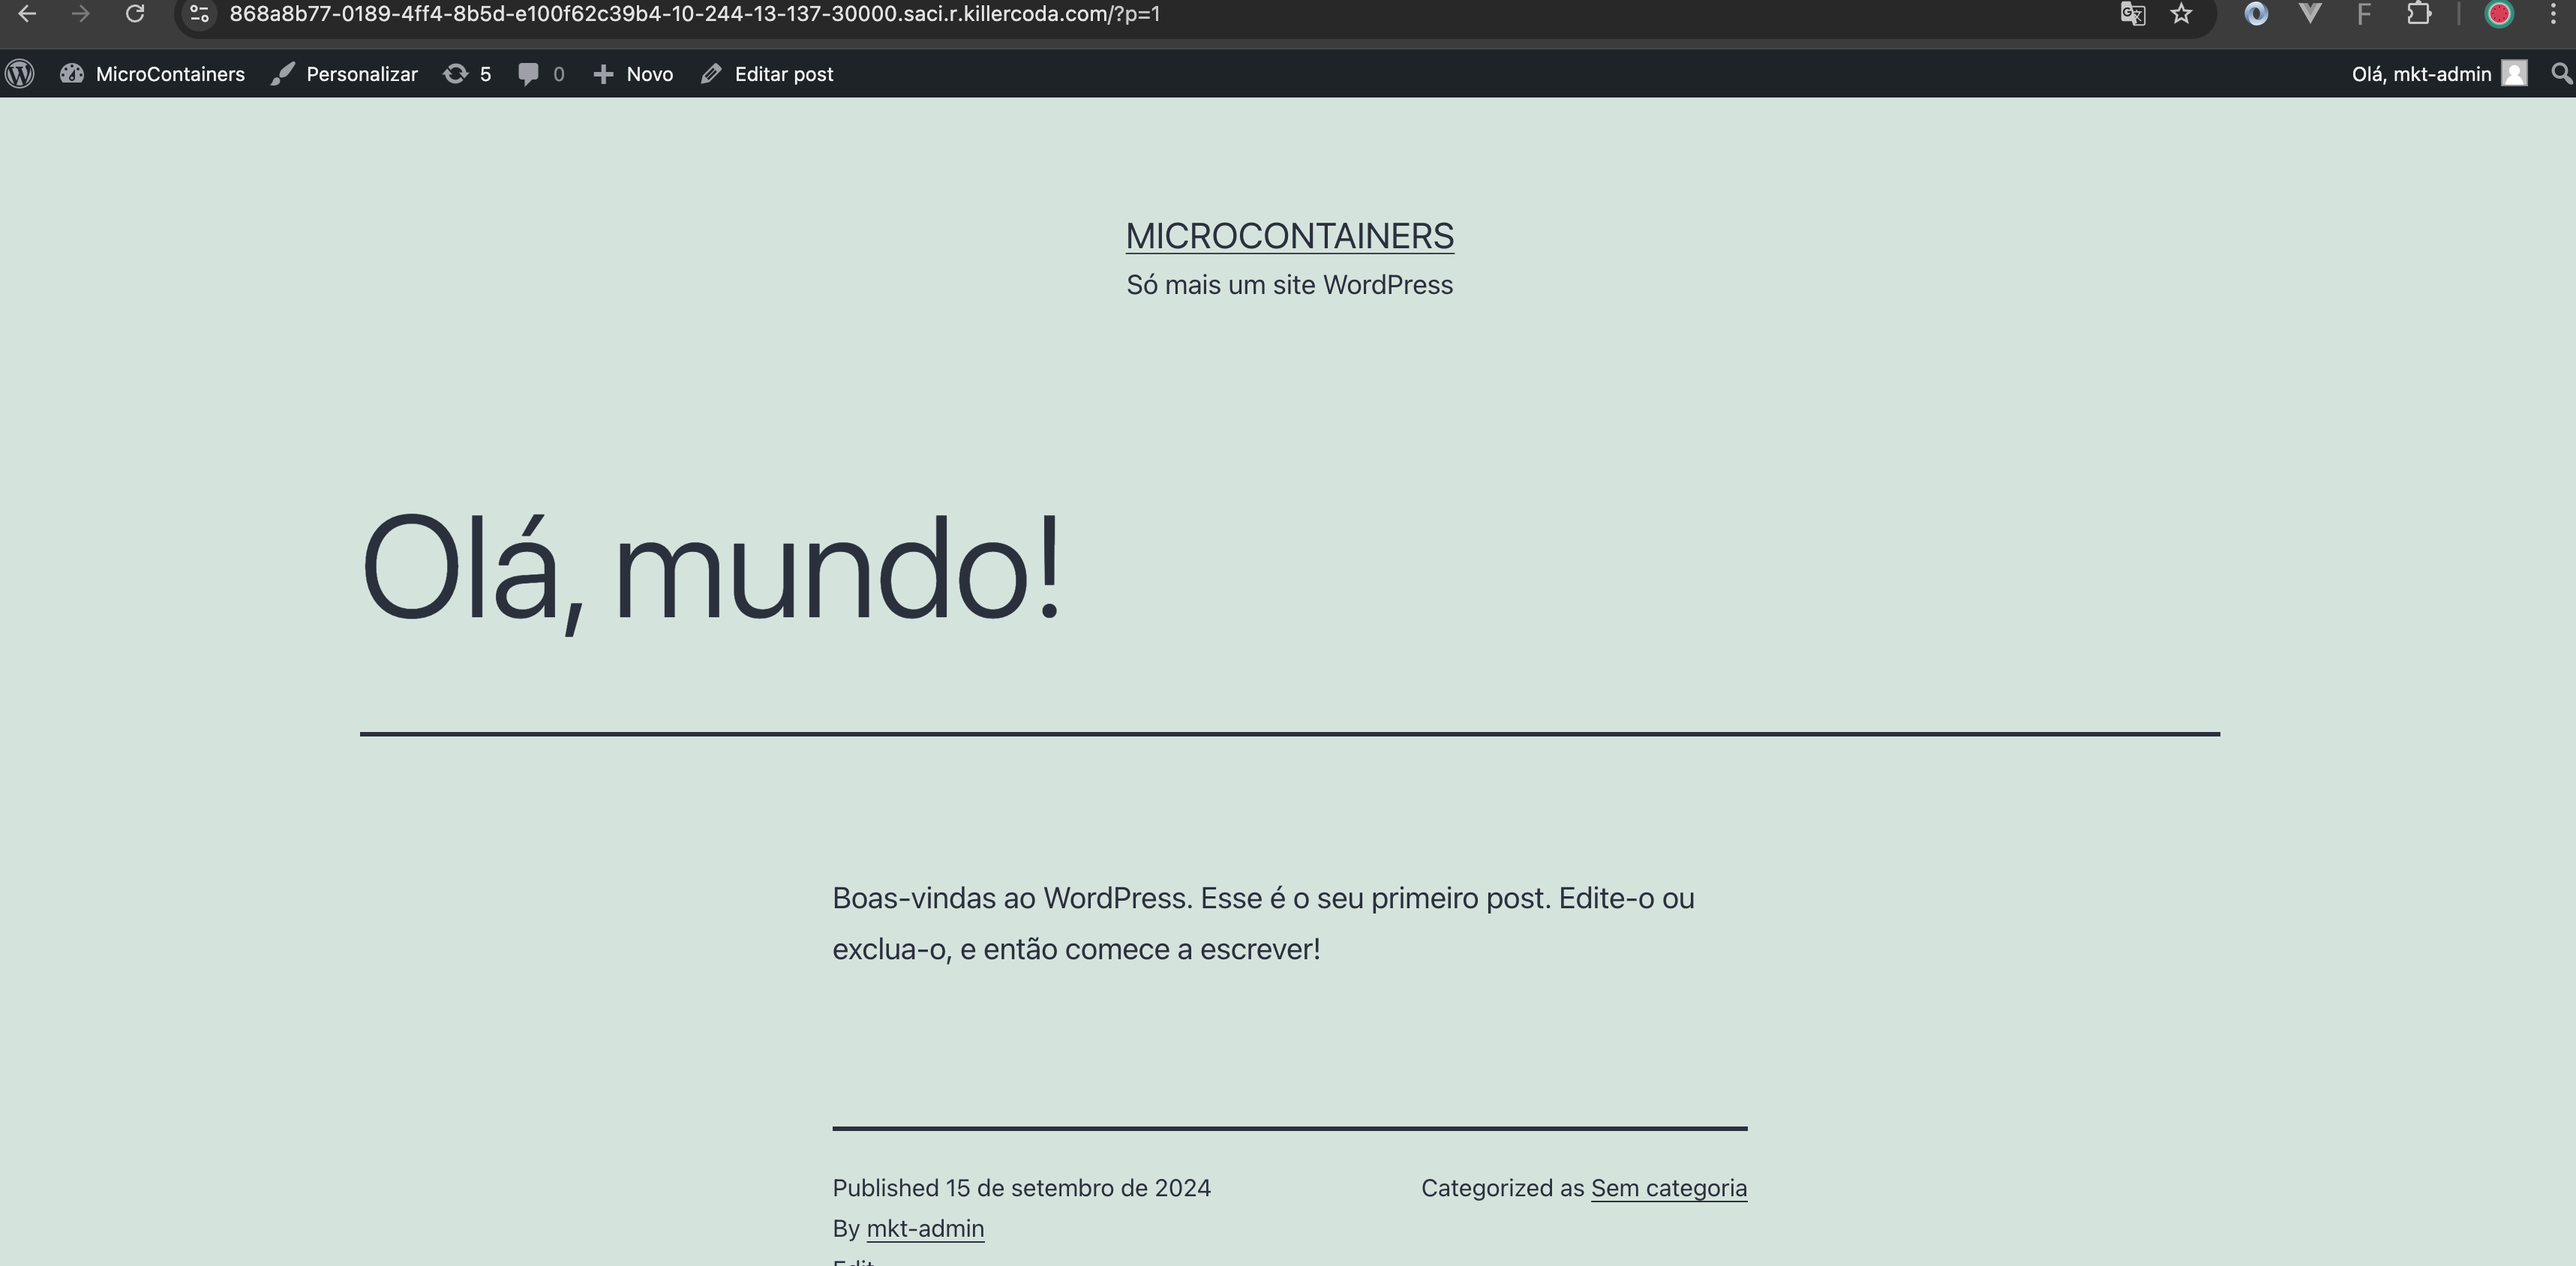 868a8b77-0189-4ff4-8b5d-e100f62c39b4-10-244-13-137-30000.saci.r.killercoda.com/?p=1
MicroContainers Personalizar 5 0 Novo Editar post Olá, mkt-admin
MICROCONTAINERS
Só mais um site WordPress
Olá, mundo!
Boas-vindas ao WordPress. Esse é o seu primeiro post. Edite-o ou
exclua-o, e então comece a escrever!
Published 15 de setembro de 2024 Categorized as Sem categoria
By mkt-admin
Edit